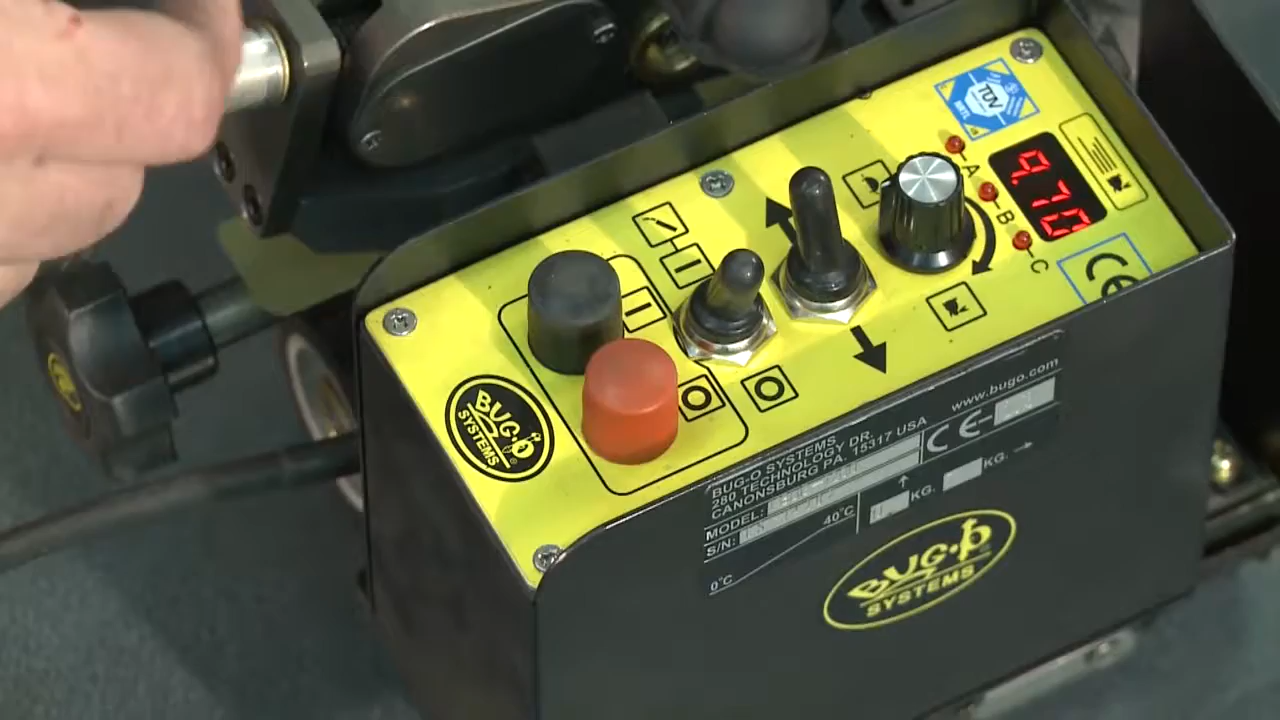 TÜV
A
B
C
9.70
CE
BUG-O
SYSTEMS
®
www.bugo.com
BUG-O SYSTEMS
280 TECHNOLOGY DR.
CANONSBURG PA. 15317 USA
CE-
MODEL:
S/N:
KG.
KG.
40°C
0°C
BUG-O
SYSTEMS
®